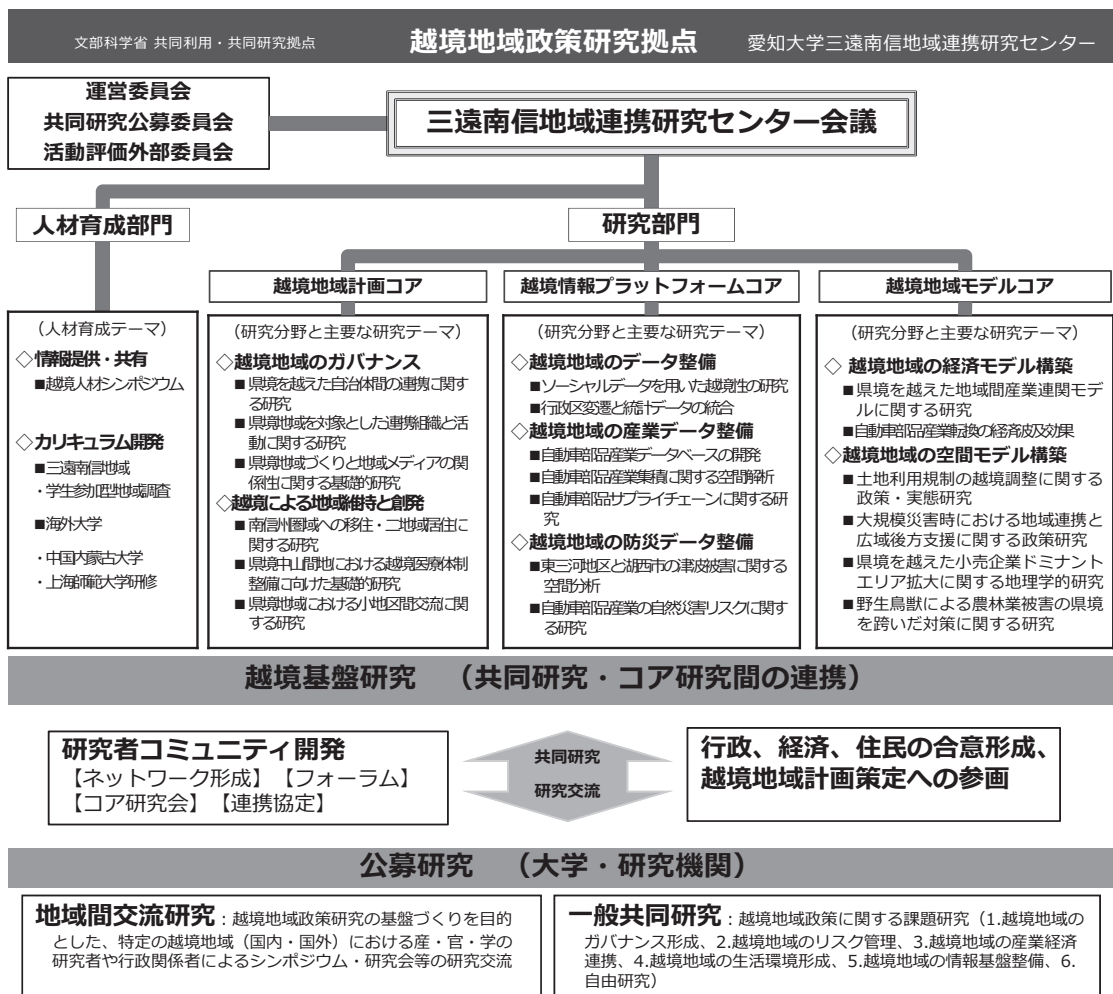 文部科学省 共同利用・共同研究拠点　越境地域政策研究拠点　愛知大学三遠南信地域連携研究センター
運営委員会
共同研究公募委員会
活動評価外部委員会
三遠南信地域連携研究センター会議
人材育成部門
研究部門
越境地域計画コア
越境情報プラットフォームコア
越境地域モデルコア
（人材育成テーマ）
◇情報提供・共有
■越境人材シンポジウム
◇カリキュラム開発
■三遠南信地域
・学生参加型地域調査
■海外大学
・中国内蒙古大学
・上海師範大学研修
（研究分野と主要な研究テーマ）
◇越境地域のガバナンス
■県境を越えた自治体間の連携に関す
る研究
■県境地域を対象とした連携組織と活
動に関する研究
■県境地域づくりと地域メディアの関
係性に関する基礎的研究
◇越境による地域維持と創発
■南信州圏域への移住・二地域居住に
関する研究
■県境中山間地における越境医療体制
整備に向けた基礎的研究
■県境地域における小地区間交流に関
する研究
（研究分野と主要な研究テーマ）
◇越境地域のデータ整備
■ソーシャルデータを用いた越境性の研究
■行政区変遷と統計データの統合
◇越境地域の産業データ整備
■自動車部品産業データベースの開発
■自動車部品産業集積に関する空間解析
■自動車部品サプライチェーンに関する研
究
◇越境地域の防災データ整備
■東三河地区と湖西市の津波被害に関する
空間分析
■自動車部品産業の自然災害リスクに関す
る研究
（研究分野と主要な研究テーマ）
◇ 越境地域の経済モデル構築
■県境を越えた地域間産業連関モデ
ルに関する研究
■自動車部品産業転換の経済波及効果
◇越境地域の空間モデル構築
■土地利用規制の越境調整に関する
政策・実態研究
■大規模災害時における地域連携と
広域後方支援に関する政策研究
■県境を越えた小売企業ドミナント
エリア拡大に関する地理学的研究
■野生鳥獣による農林業被害の県境
を跨いだ対策に関する研究
越境基盤研究　（共同研究・コア研究間の連携）
研究者コミュニティ開発
【ネットワーク形成】【フォーラム】
【コア研究会】【連携協定】
共同研究
研究交流
行政、経済、住民の合意形成、
越境地域計画策定への参画
公募研究　（大学・研究機関）
地域間交流研究：越境地域政策研究の基盤づくりを目的
とした、特定の越境地域（国内・国外）における産・官・学の
研究者や行政関係者によるシンポジウム・研究会等の研究交流
一般共同研究：越境地域政策に関する課題研究（1.越境地域の
ガバナンス形成、2.越境地域のリスク管理、3.越境地域の産業経済
連携、4.越境地域の生活環境形成、5.越境地域の情報基盤整備、6.
自由研究）